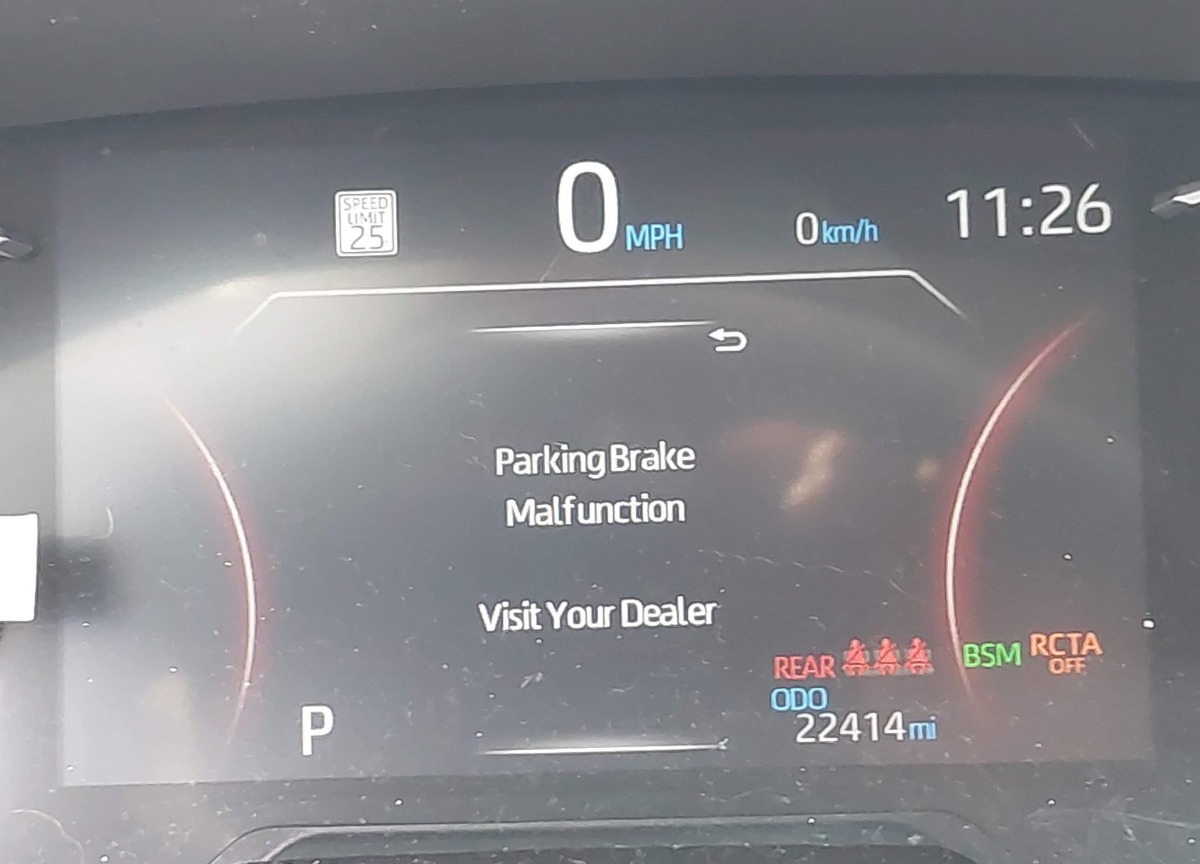 SPEED
LIMIT
25
0 MPH
0 km/h
11:26
Parking Brake
Malfunction
Visit Your Dealer
REAR
BSM
RCTA
OFF
ODO
22414 mi
P